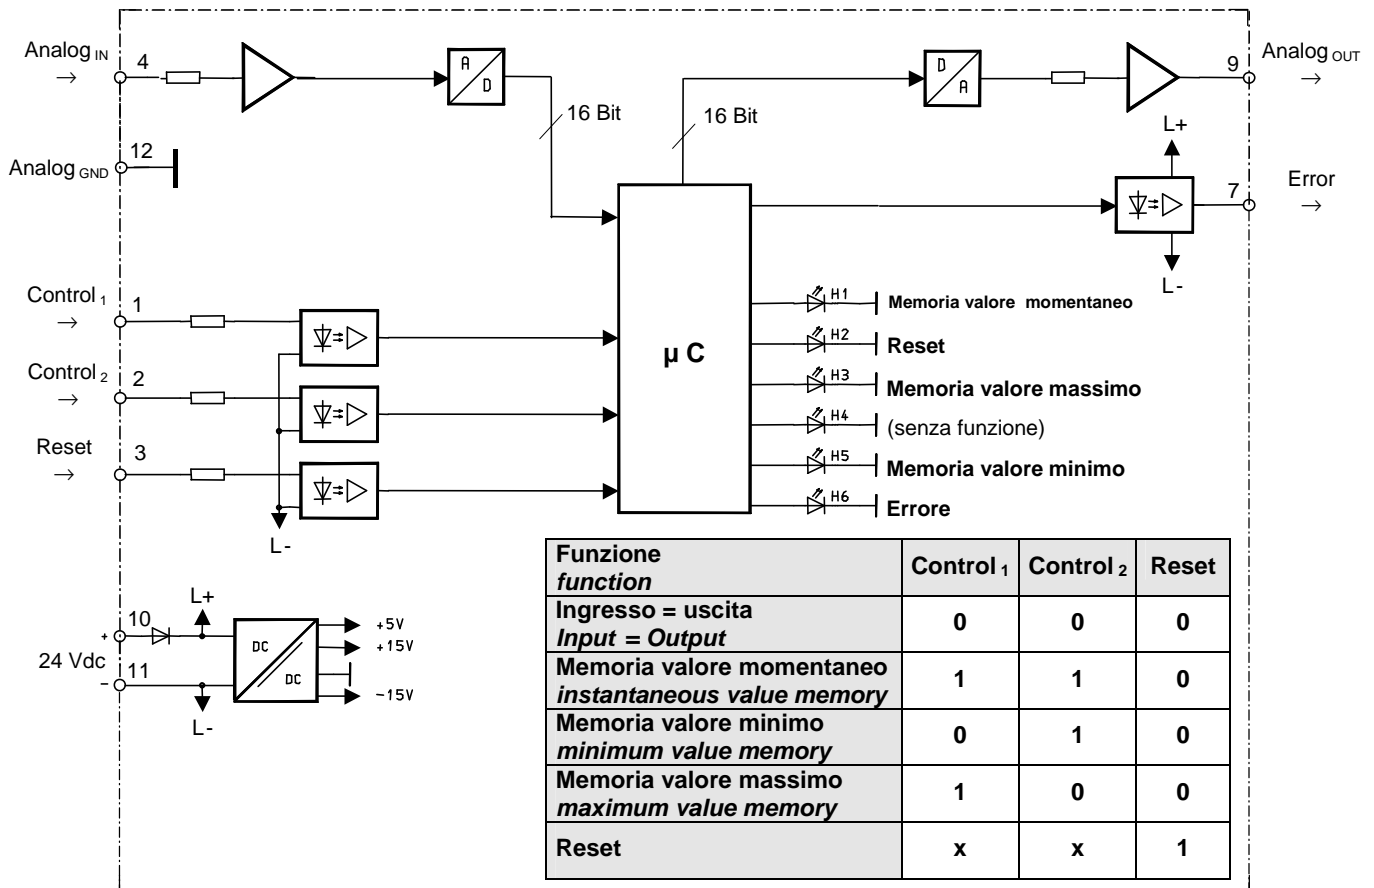 Analog IN
→
4
A
D
16 Bit
D
A
16 Bit
9
Analog OUT
→
Analog GND
12
L+
7
Error
→
L-
Control 1
→
1
Control 2
→
2
Reset
→
3
L-
µ C
H1 Memoria valore momentaneo
H2 Reset
H3 Memoria valore massimo
H4 (senza funzione)
H5 Memoria valore minimo
H6 Errore
L+
10
+
24 Vdc
11
−
L-
DC
DC
+5V
+15V
-15V
Funzione
function
Control 1
Control 2
Reset
Ingresso = uscita
Input = Output
0 0 0
Memoria valore momentaneo
instantaneous value memory
1 1 0
Memoria valore minimo
minimum value memory
0 1 0
Memoria valore massimo
maximum value memory
1 0 0
Reset x x 1